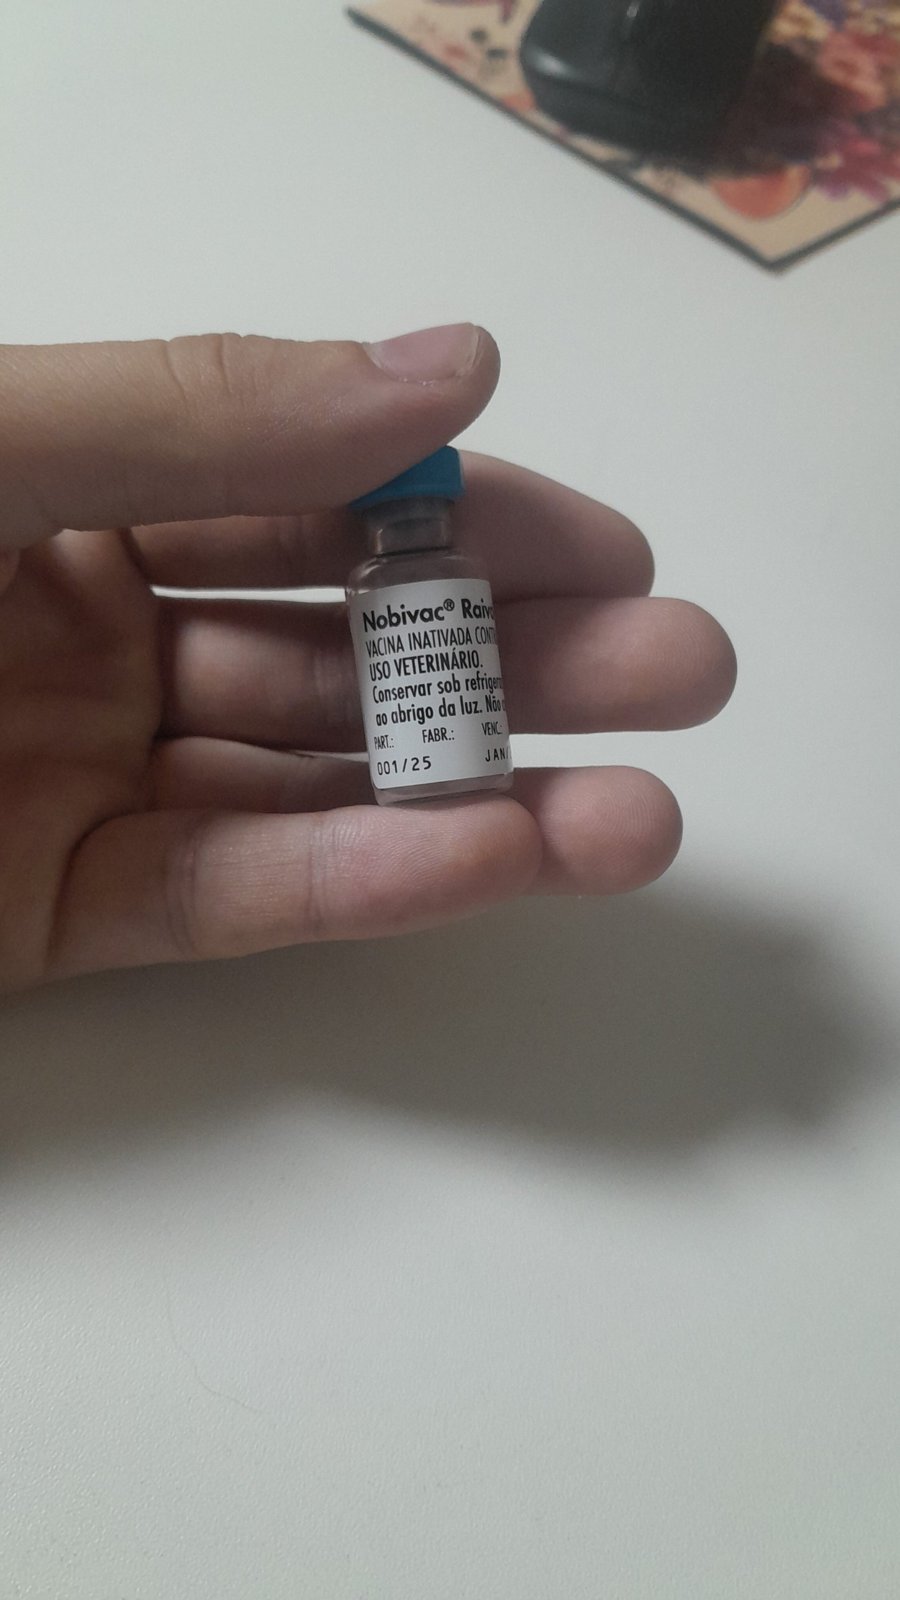 Nobivac® Raiv
VACINA INATIVADA CONT
USO VETERINÁRIO.
Conservar sob refriger
ao abrigo da luz. Não
PART.: FABR.: VENC.:
001/25 JAN/